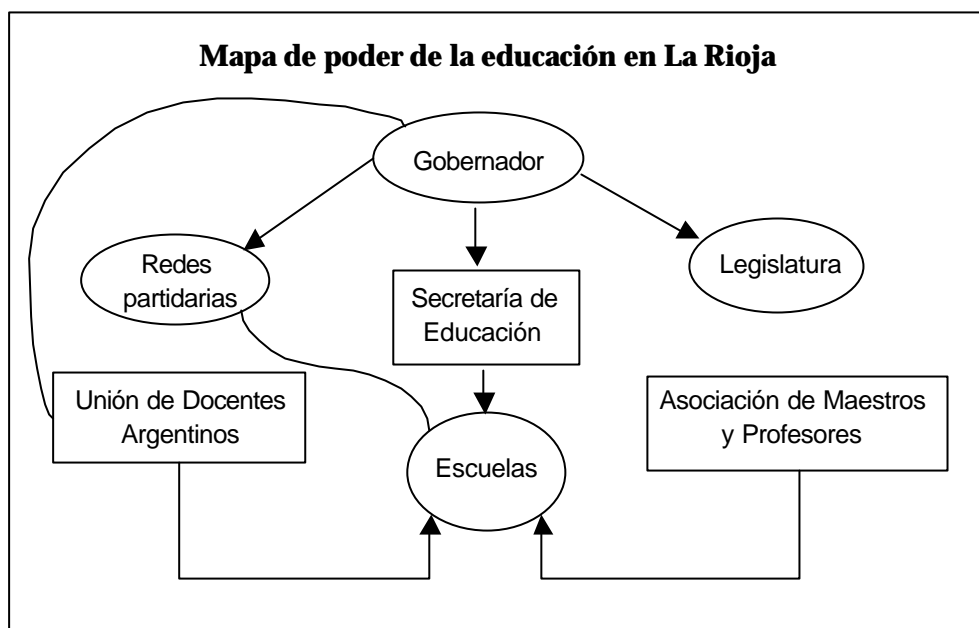 Mapa de poder de la educación en La Rioja
Gobernador
Redes
partidarias
Legislatura
Secretaría de
Educación
Unión de Docentes
Argentinos
Asociación de Maestros
y Profesores
Escuelas